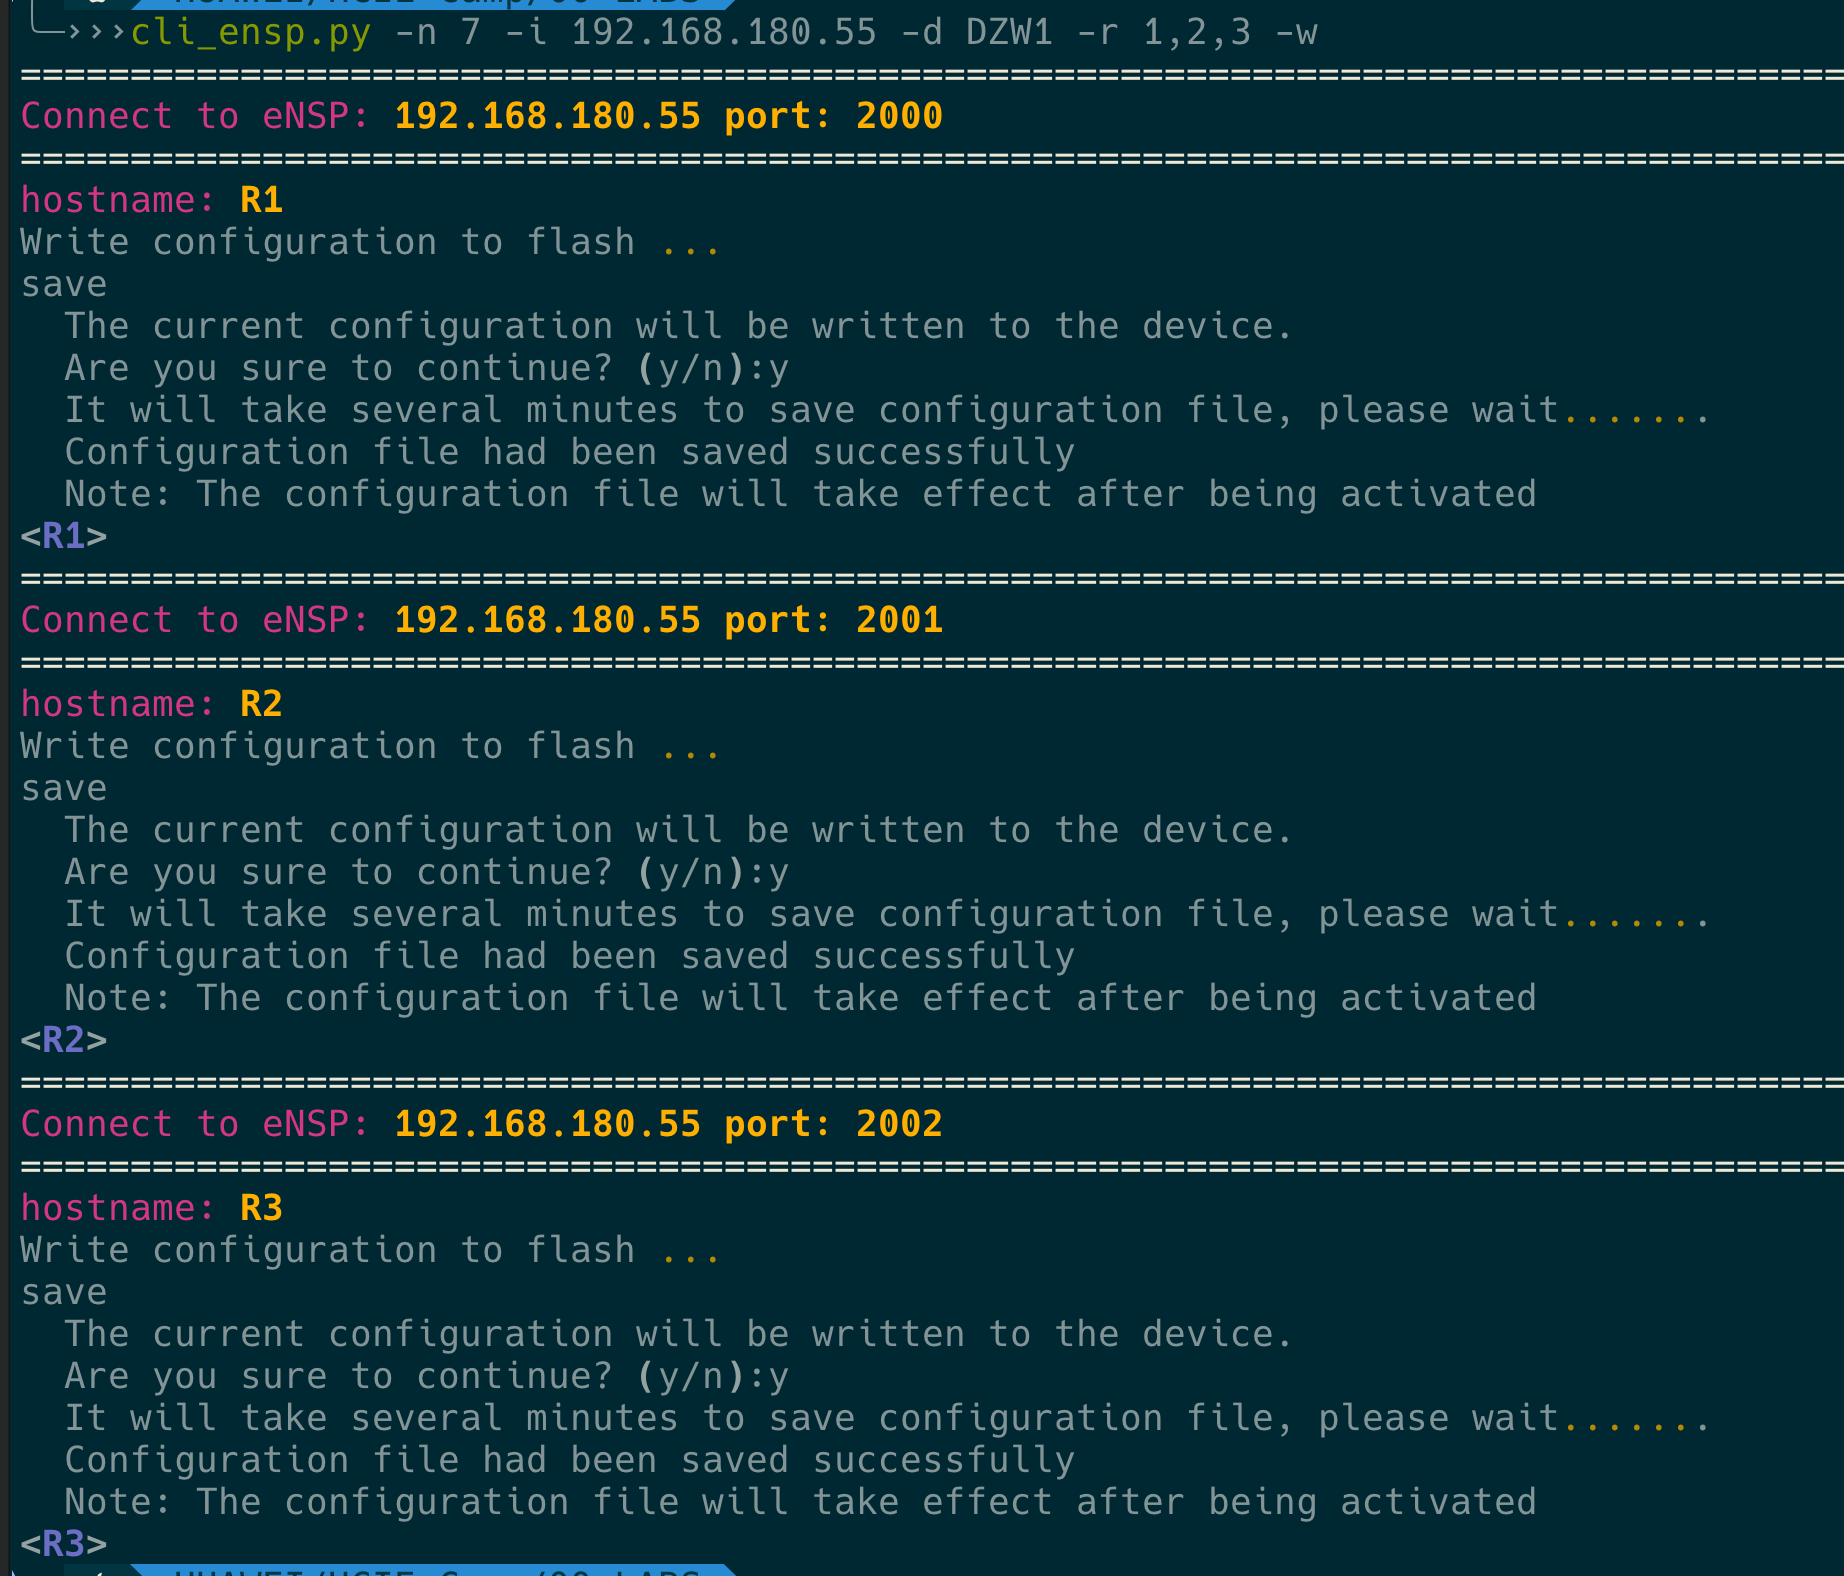 ›››cli_ensp.py -n 7 -i 192.168.180.55 -d DZW1 -r 1,2,3 -w
====================================================================================
Connect to eNSP: 192.168.180.55 port: 2000
====================================================================================
hostname: R1
Write configuration to flash ...
save
  The current configuration will be written to the device.
  Are you sure to continue? (y/n):y
  It will take several minutes to save configuration file, please wait.......
  Configuration file had been saved successfully
  Note: The configuration file will take effect after being activated
<R1>
====================================================================================
Connect to eNSP: 192.168.180.55 port: 2001
====================================================================================
hostname: R2
Write configuration to flash ...
save
  The current configuration will be written to the device.
  Are you sure to continue? (y/n):y
  It will take several minutes to save configuration file, please wait.......
  Configuration file had been saved successfully
  Note: The configuration file will take effect after being activated
<R2>
====================================================================================
Connect to eNSP: 192.168.180.55 port: 2002
====================================================================================
hostname: R3
Write configuration to flash ...
save
  The current configuration will be written to the device.
  Are you sure to continue? (y/n):y
  It will take several minutes to save configuration file, please wait.......
  Configuration file had been saved successfully
  Note: The configuration file will take effect after being activated
<R3>